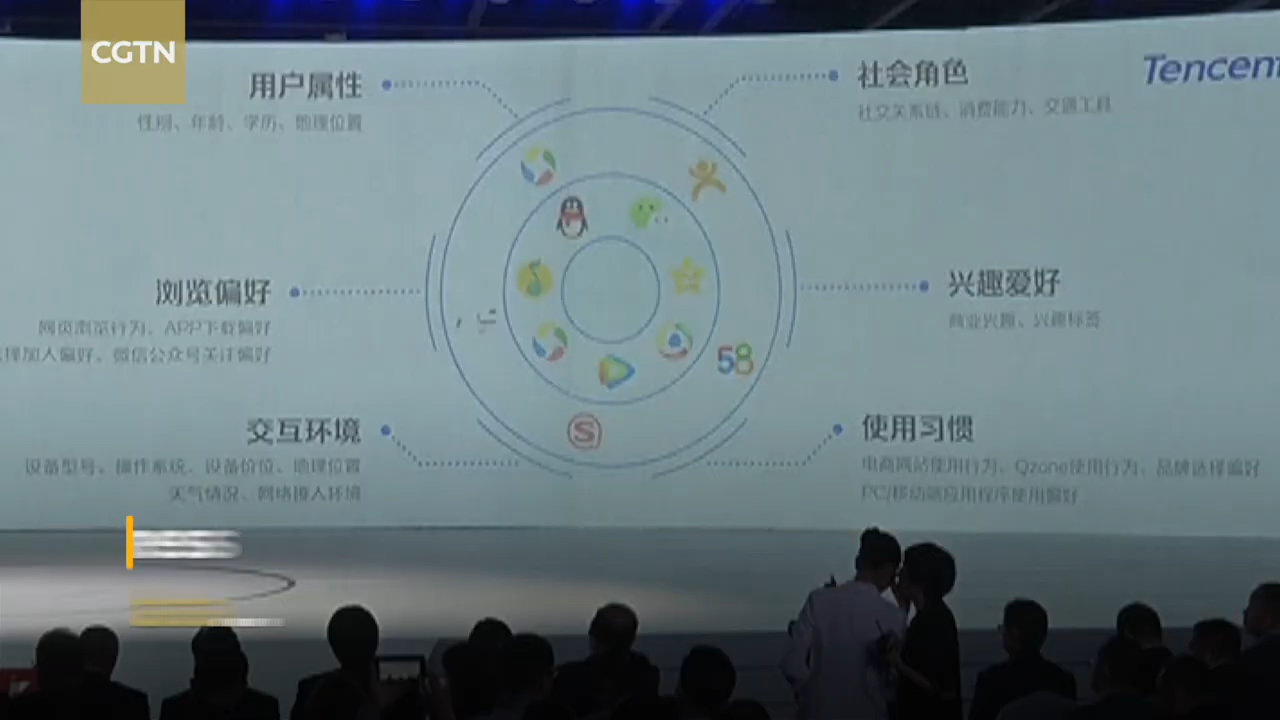 CGTN
Tencent
用户属性
性别、年龄、学历、地理位置
社会角色
社交关系链、消费能力、交通工具
浏览偏好
网页浏览行为、APP下载偏好
择加人偏好、微信公众号关注偏好
兴趣爱好
商业兴趣、兴趣标签
58
S
交互环境
设备型号、操作系统、设备价位、地理位置
天气情况、网络接入环境
使用习惯
电商网站使用行为、Qzone使用行为、品牌选择偏好
PC/移动端应用程序使用偏好